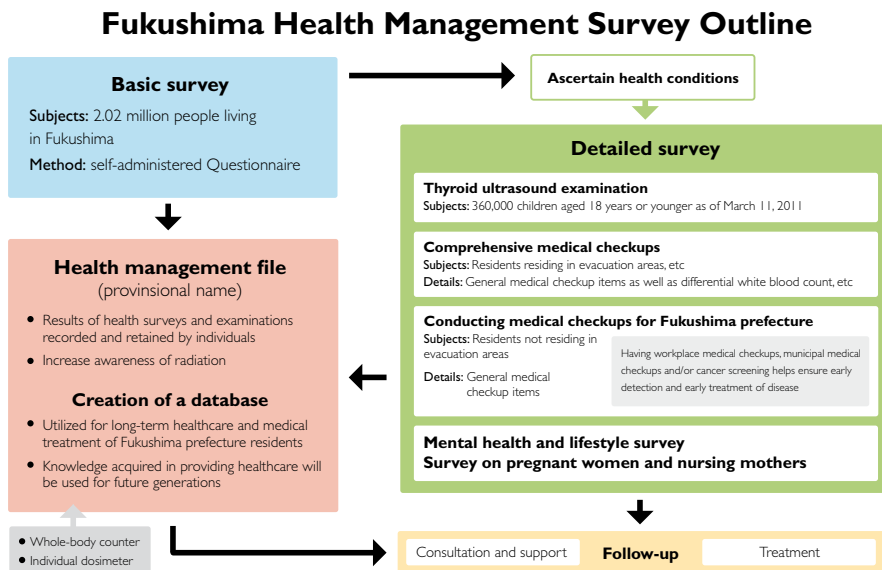 Fukushima Health Management Survey Outline
Basic survey
Subjects: 2.02 million people living
in Fukushima
Method: self-administered Questionnaire
Ascertain health conditions
Detailed survey
Thyroid ultrasound examination
Subjects: 360,000 children aged 18 years or younger as of March 11, 2011
Comprehensive medical checkups
Subjects: Residents residing in evacuation areas, etc
Details: General medical checkup items as well as differential white blood count, etc
Conducting medical checkups for Fukushima prefecture
Subjects: Residents not residing in
evacuation areas
Details: General medical
checkup items
Having workplace medical checkups, municipal medical
checkups and/or cancer screening helps ensure early
detection and early treatment of disease
Mental health and lifestyle survey
Survey on pregnant women and nursing mothers
Health management file
(provinsional name)
• Results of health surveys and examinations
recorded and retained by individuals
• Increase awareness of radiation
Creation of a database
• Utilized for long-term healthcare and medical
treatment of Fukushima prefecture residents
• Knowledge acquired in providing healthcare will
be used for future generations
• Whole-body counter
• Individual dosimeter
Consultation and support
Follow-up
Treatment